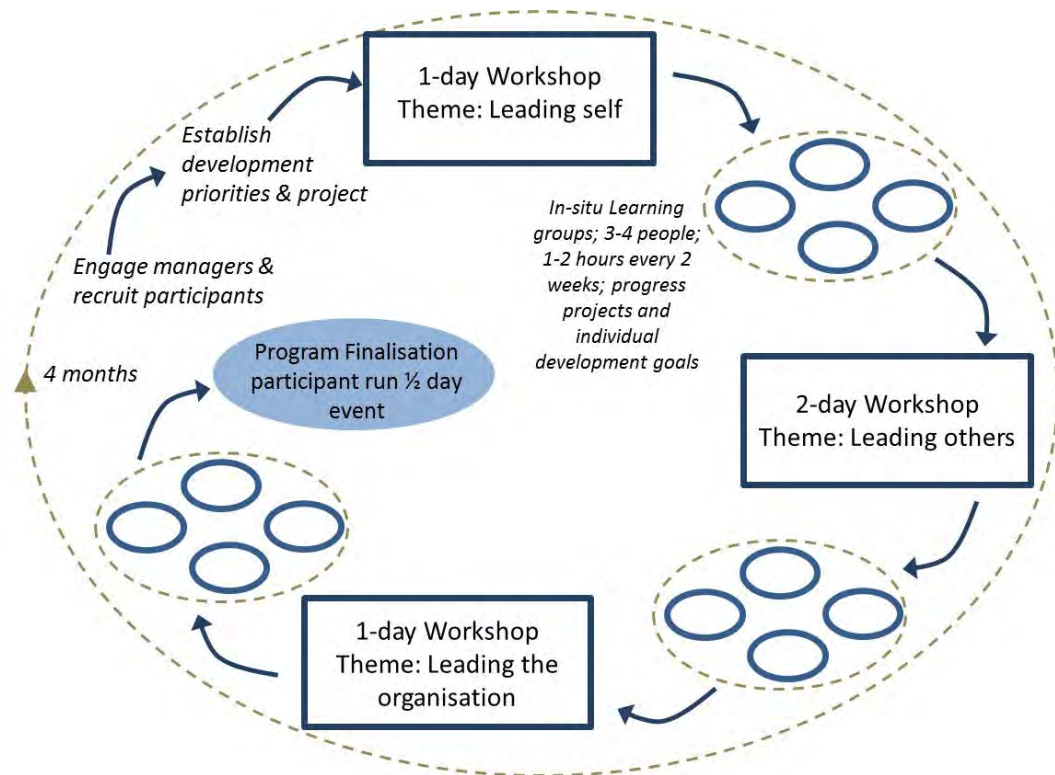 1-day Workshop
Theme: Leading self
Establish
development
priorities & project
Engage managers &
recruit participants
In-situ Learning
groups; 3-4 people;
1-2 hours every 2
weeks; progress
projects and
individual
development goals
2-day Workshop
Theme: Leading others
1-day Workshop
Theme: Leading the
organisation
4 months
Program Finalisation
participant run ½ day
event